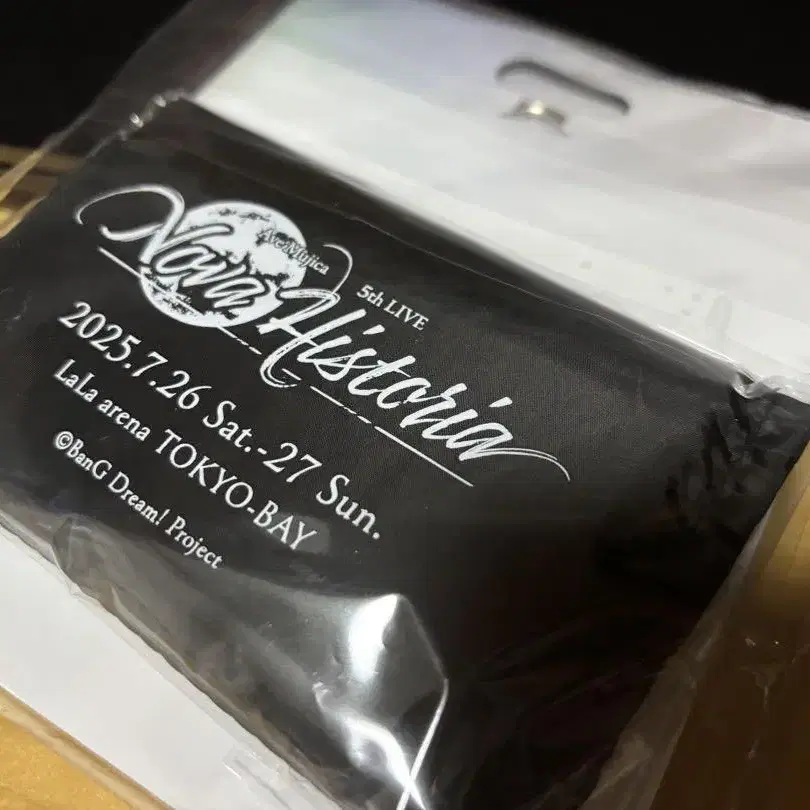 Ave Mujica
5th LIVE
Nova Historia
2025.7.26 Sat.-27 Sun.
LaLa arena TOKYO-BAY
©BanG Dream! Project